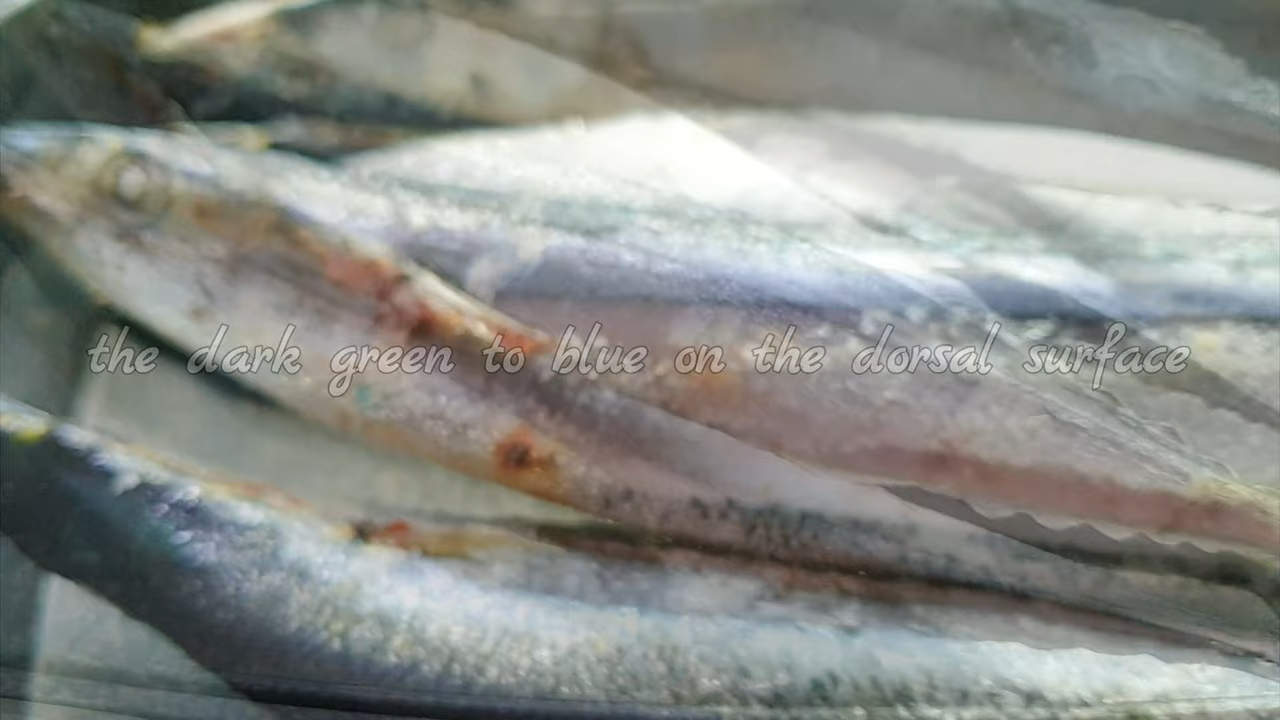 the dark green to blue on the dorsal surface